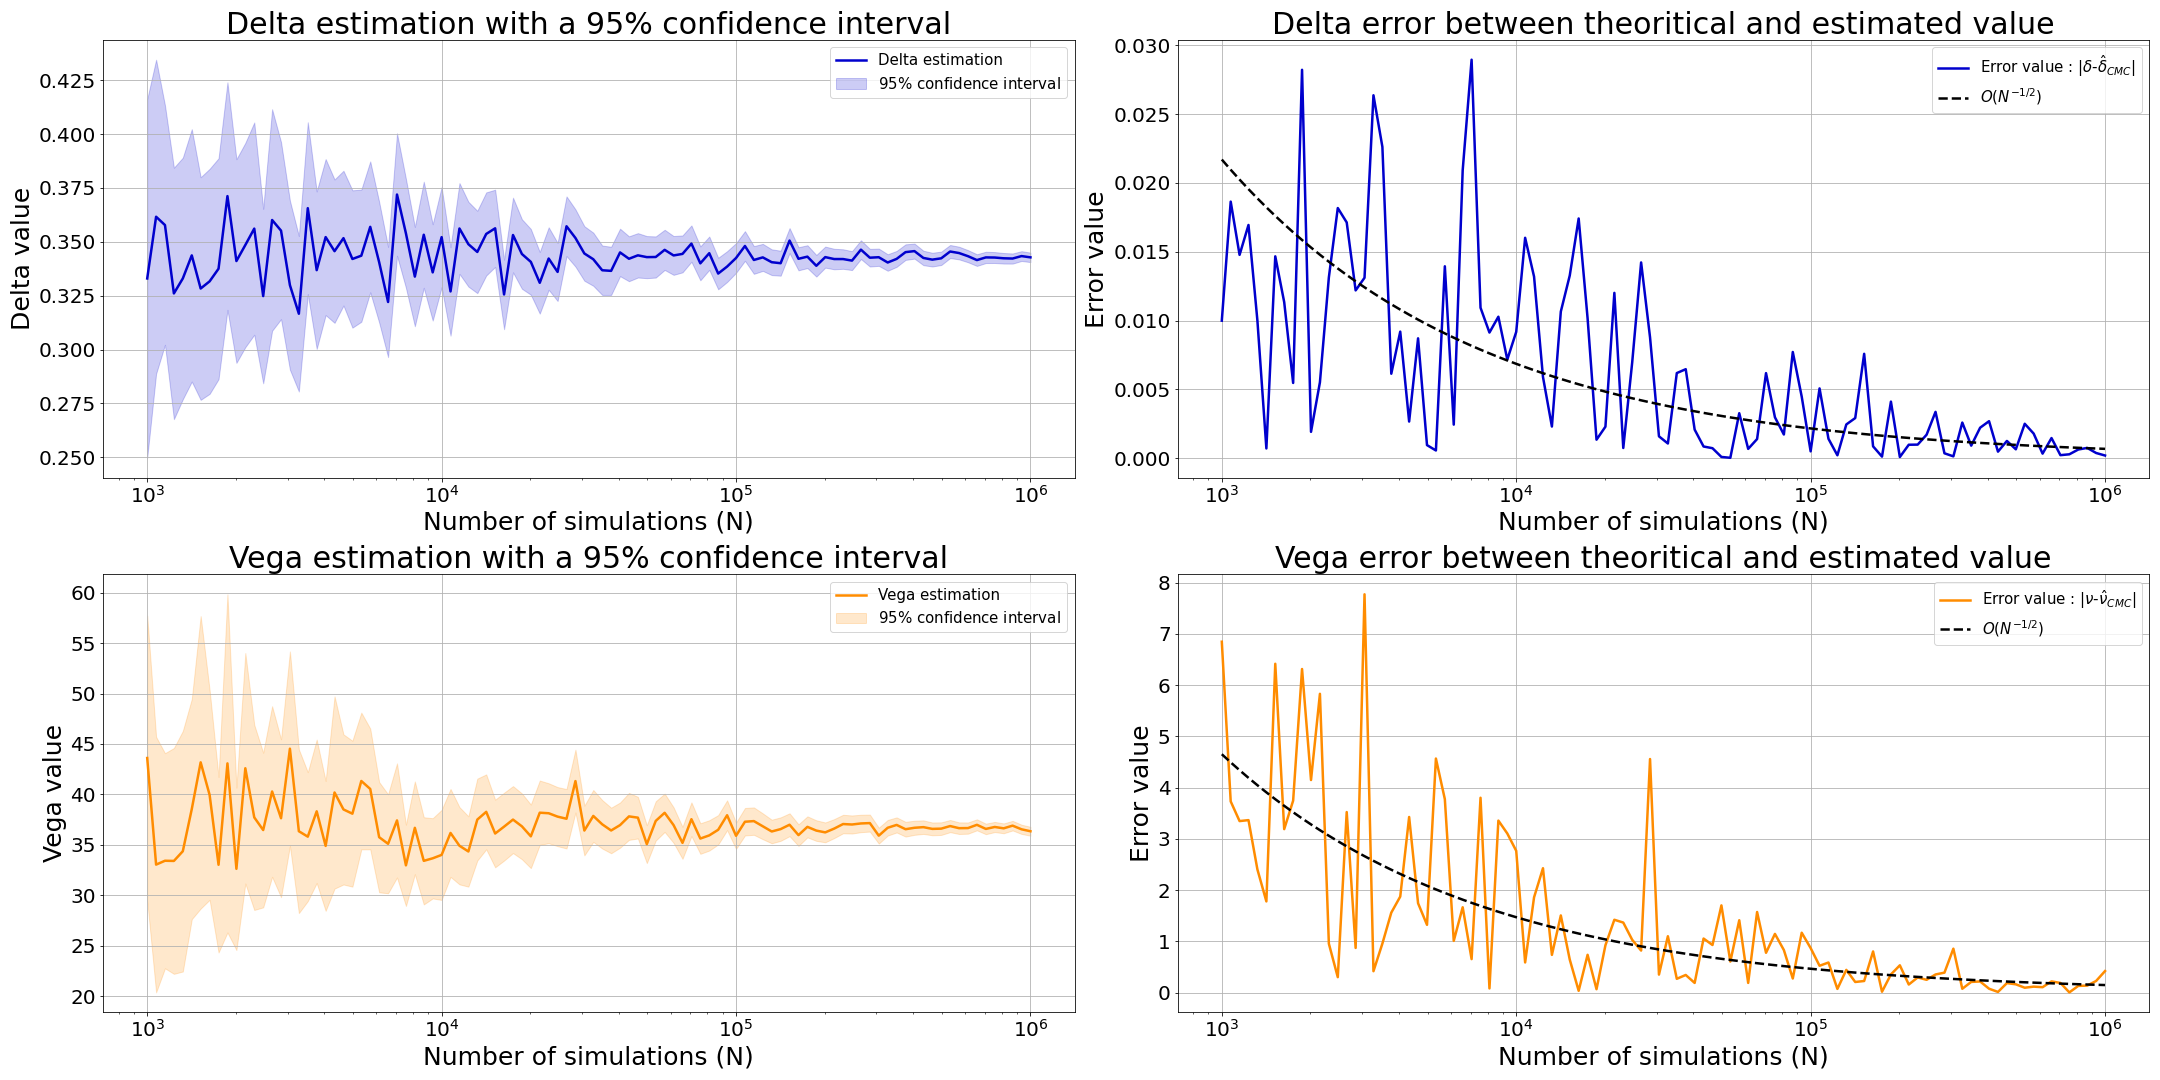 Delta estimation with a 95% confidence interval
Delta estimation
95% confidence interval
0.425
0.400
0.375
0.350
0.325
0.300
0.275
0.250
Delta value
10³
10⁴
10⁵
10⁶
Number of simulations (N)
Delta error between theoritical and estimated value
Error value : |δ-δ̂_CMC|
O(N⁻¹/²)
0.030
0.025
0.020
0.015
0.010
0.005
0.000
Error value
10³
10⁴
10⁵
10⁶
Number of simulations (N)
Vega estimation with a 95% confidence interval
Vega estimation
95% confidence interval
60
55
50
45
40
35
30
25
20
Vega value
10³
10⁴
10⁵
10⁶
Number of simulations (N)
Vega error between theoritical and estimated value
Error value : |ν-ν̂_CMC|
O(N⁻¹/²)
8
7
6
5
4
3
2
1
0
Error value
10³
10⁴
10⁵
10⁶
Number of simulations (N)